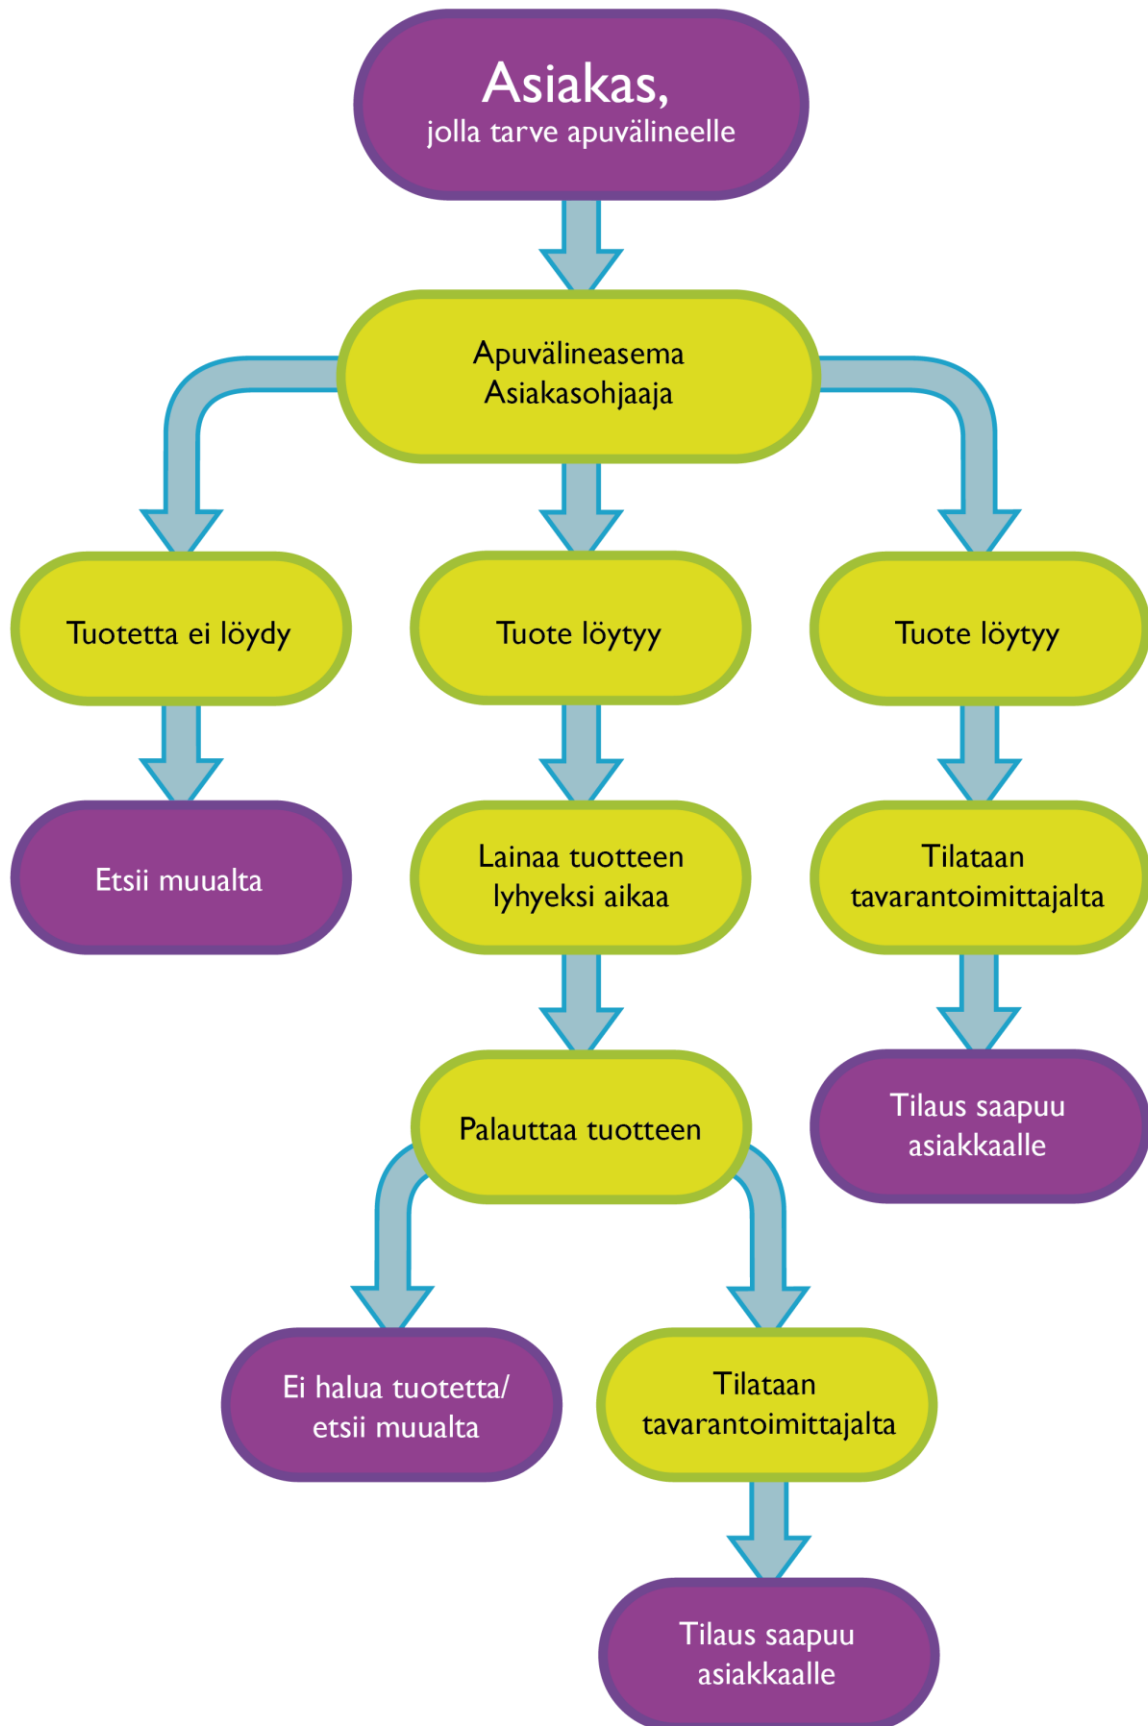 Asiakas,
jolla tarve apuvälineelle
Apuvälineasema
Asiakasohjaaja
Tuotetta ei löydy
Tuote löytyy
Tuote löytyy
Etsii muualta
Lainaa tuotteen
lyhyeksi aikaa
Tilataan
tavarantoimittajalta
Palauttaa tuotteen
Tilaus saapuu
asiakkaalle
Ei halua tuotetta/
etsii muualta
Tilataan
tavarantoimittajalta
Tilaus saapuu
asiakkaalle